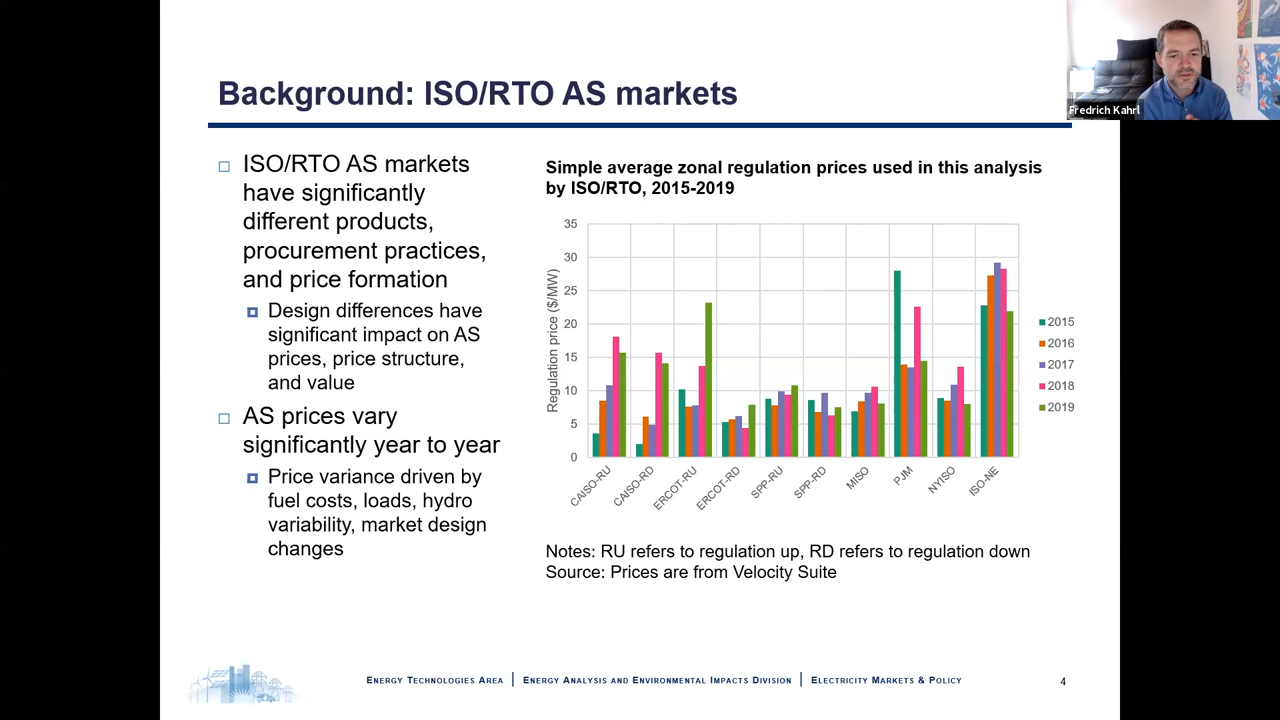 Background: ISO/RTO AS markets
Fredrich Kahrl
ISO/RTO AS markets
have significantly
different products,
procurement practices,
and price formation
Design differences have
significant impact on AS
prices, price structure,
and value
AS prices vary
significantly year to year
Price variance driven by
fuel costs, loads, hydro
variability, market design
changes
Simple average zonal regulation prices used in this analysis
by ISO/RTO, 2015-2019
Regulation price ($/MW)
35
30
25
20
15
10
5
0
CAISO-RU
CAISO-RD
ERCOT-RU
ERCOT-RD
SPP-RU
SPP-RD
MISO
PJM
NYISO
ISO-NE
2015
2016
2017
2018
2019
Notes: RU refers to regulation up, RD refers to regulation down
Source: Prices are from Velocity Suite
ENERGY TECHNOLOGIES AREA | ENERGY ANALYSIS AND ENVIRONMENTAL IMPACTS DIVISION | ELECTRICITY MARKETS & POLICY
4